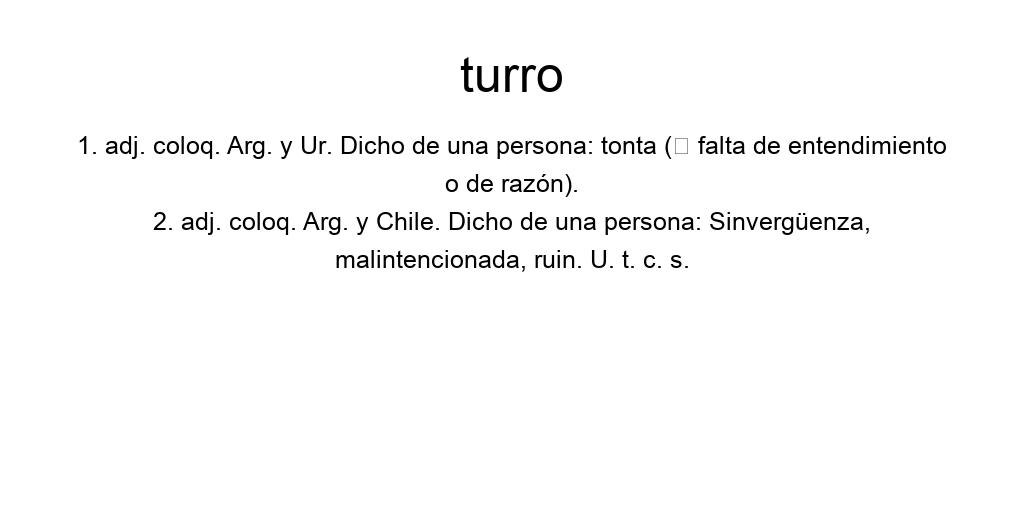 turro
1. adj. coloq. Arg. y Ur. Dicho de una persona: tonta (□ falta de entendimiento
o de razón).
2. adj. coloq. Arg. y Chile. Dicho de una persona: Sinvergüenza,
malintencionada, ruin. U. t. c. s.